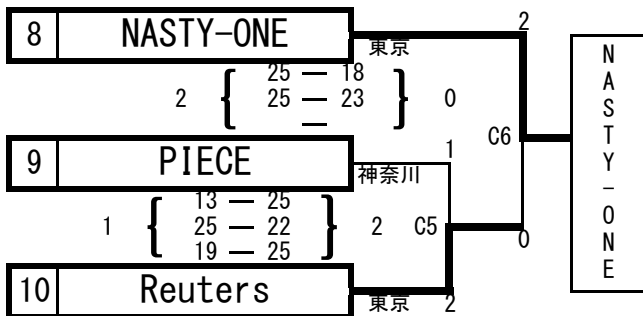 8 NASTY-ONE 2
東京
25 — 18
2 { 25 — 23 } 0
—
C6
1
9 PIECE
神奈川
13 — 25
1 { 25 — 22 } 2 C5
19 — 25
0
10 Reuters
東京 2
NASTY-ONE